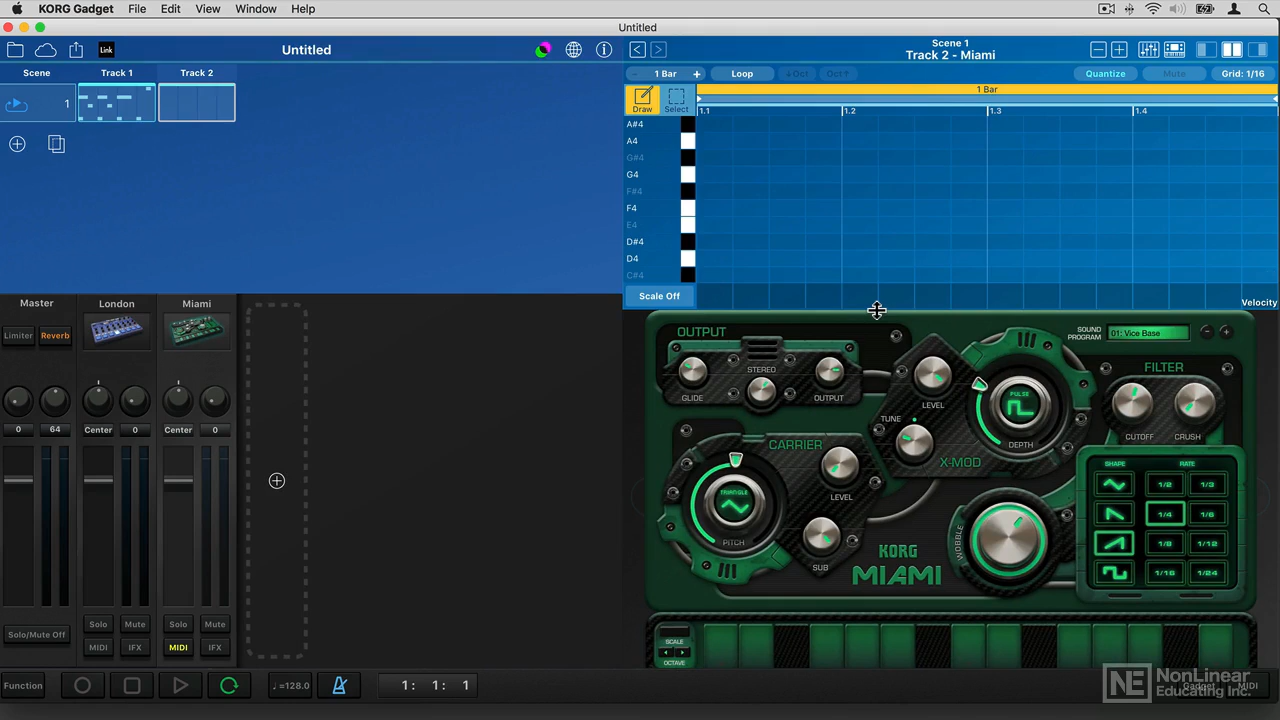 KORG Gadget File Edit View Window Help
Untitled
Link
Untitled
Scene 1
Track 2 - Miami
Scene Track 1 Track 2
1
- 1 Bar +
Loop
Oct
Oct
Quantize
Mute
Grid: 1/16
Draw
Select
1 Bar
1.1 1.2 1.3 1.4
A#4
A4
G#4
G4
F#4
F4
E4
D#4
D4
C#4
Scale Off
Velocity
Master London Miami
Limiter Reverb
0 64 Center 0 Center 0
Solo Mute Solo Mute
Solo/Mute Off
MIDI IFX MIDI IFX
OUTPUT
GLIDE
STEREO
OUTPUT
LEVEL
TUNE
X-MOD
PULSE
DEPTH
SOUND
PROGRAM
01: Vice Base
FILTER
CUTOFF CRUSH
CARRIER
TRIANGLE
PITCH
LEVEL
SUB
KORG
MIAMI
WOBBLE
SHAPE RATE
1/2 1/3
1/4 1/6
1/8 1/12
1/16 1/24
SCALE
OCTAVE
Function
♩=128.0
1: 1: 1
Gadget MIDI
NE NonLinear
Educating Inc.